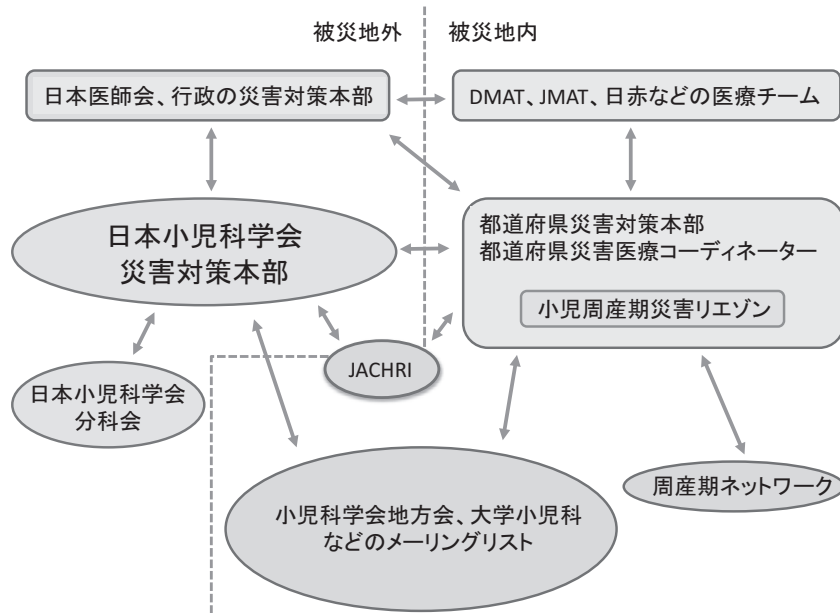 被災地外
被災地内
日本医師会、行政の災害対策本部
DMAT、JMAT、日赤などの医療チーム
日本小児科学会
災害対策本部
都道府県災害対策本部
都道府県災害医療コーディネーター
小児周産期災害リエゾン
JACHRI
日本小児科学会
分科会
周産期ネットワーク
小児科学会地方会、大学小児科
などのメーリングリスト